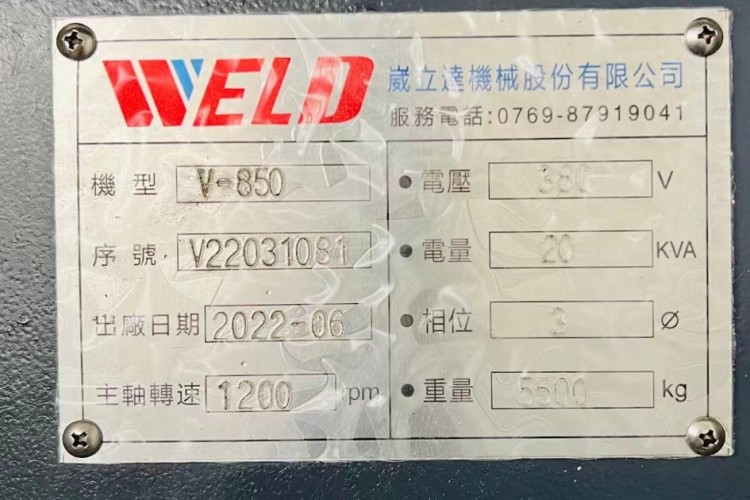 WELD
崴立達機械股份有限公司
服務電話:0769-87919041
機型 V-850
序號 V22031081
出廠日期 2022-06
主軸轉速 1200 rpm
電壓 380 V
電量 20 KVA
相位 3 Ø
重量 5500 kg